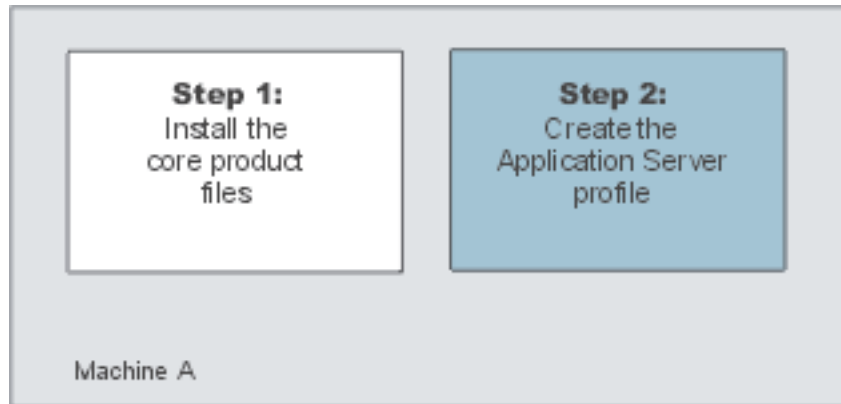 Step 1:
Install the
core product
files
Step 2:
Create the
Application Server
profile
Machine A